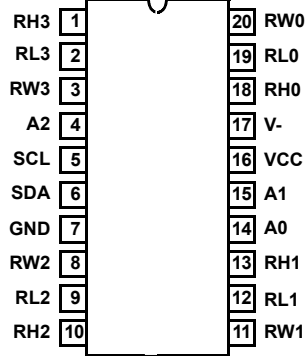 RH3 1 20 RW0
RL3 2 19 RL0
RW3 3 18 RH0
A2 4 17 V-
SCL 5 16 VCC
SDA 6 15 A1
GND 7 14 A0
RW2 8 13 RH1
RL2 9 12 RL1
RH2 10 11 RW1